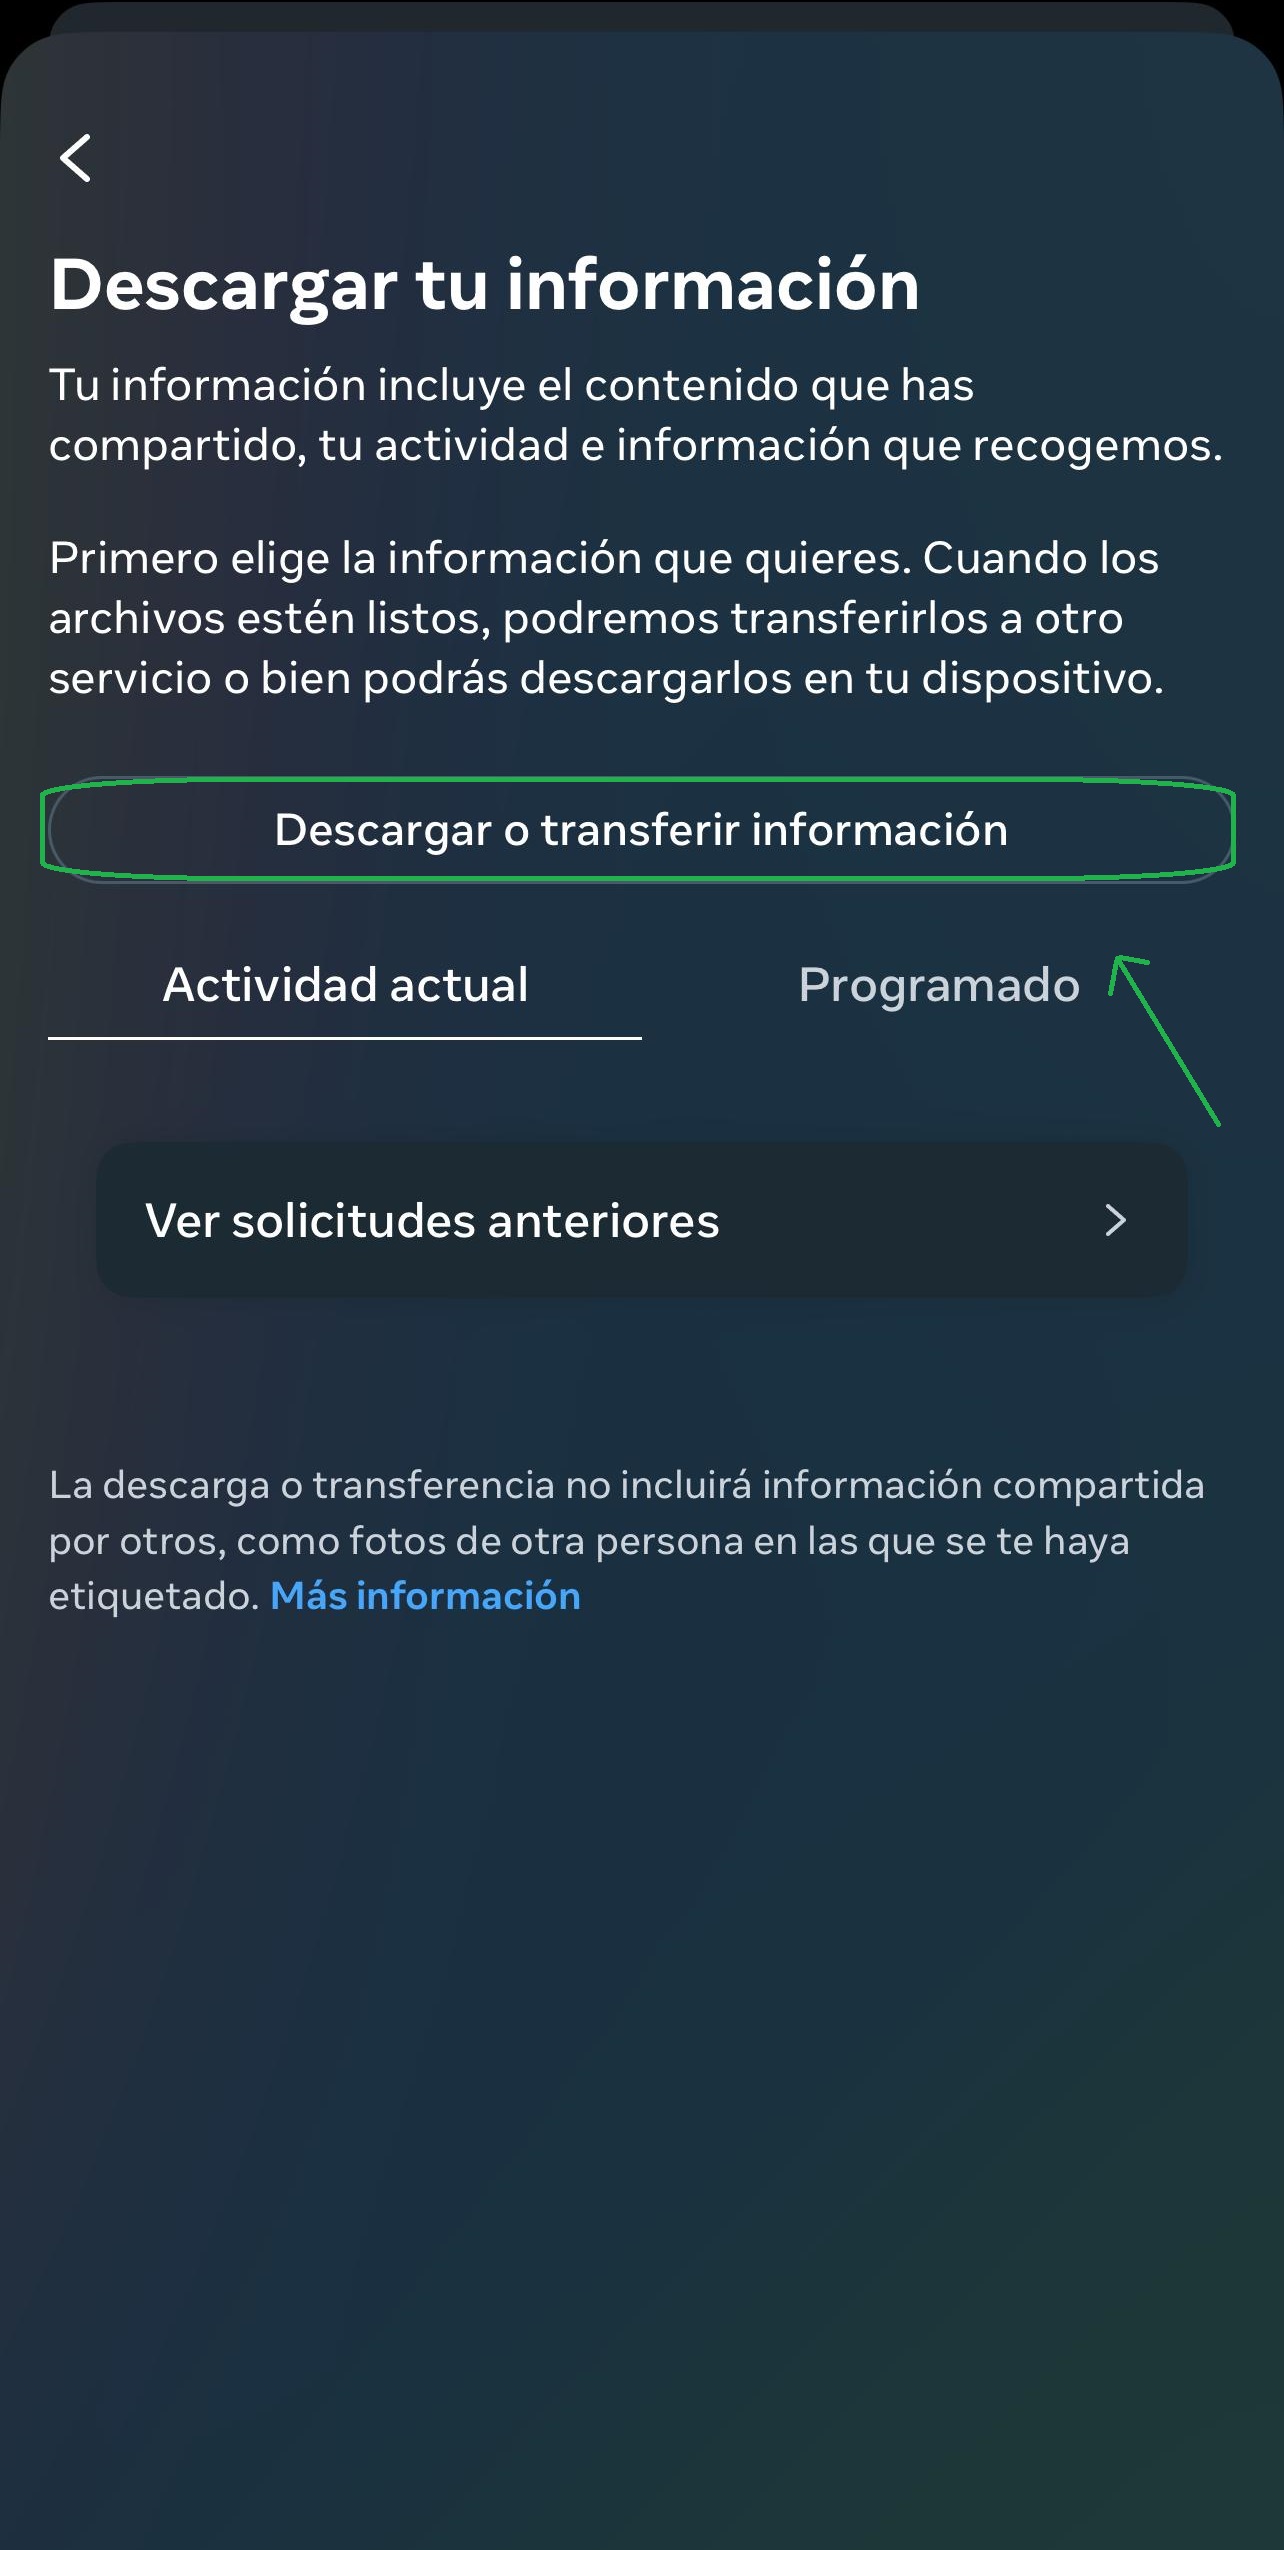 Descargar tu información
Tu información incluye el contenido que has
compartido, tu actividad e información que recogemos.
Primero elige la información que quieres. Cuando los
archivos estén listos, podremos transferirlos a otro
servicio o bien podrás descargarlos en tu dispositivo.
Descargar o transferir información
Actividad actual
Programado
Ver solicitudes anteriores
La descarga o transferencia no incluirá información compartida
por otros, como fotos de otra persona en las que se te haya
etiquetado. Más información